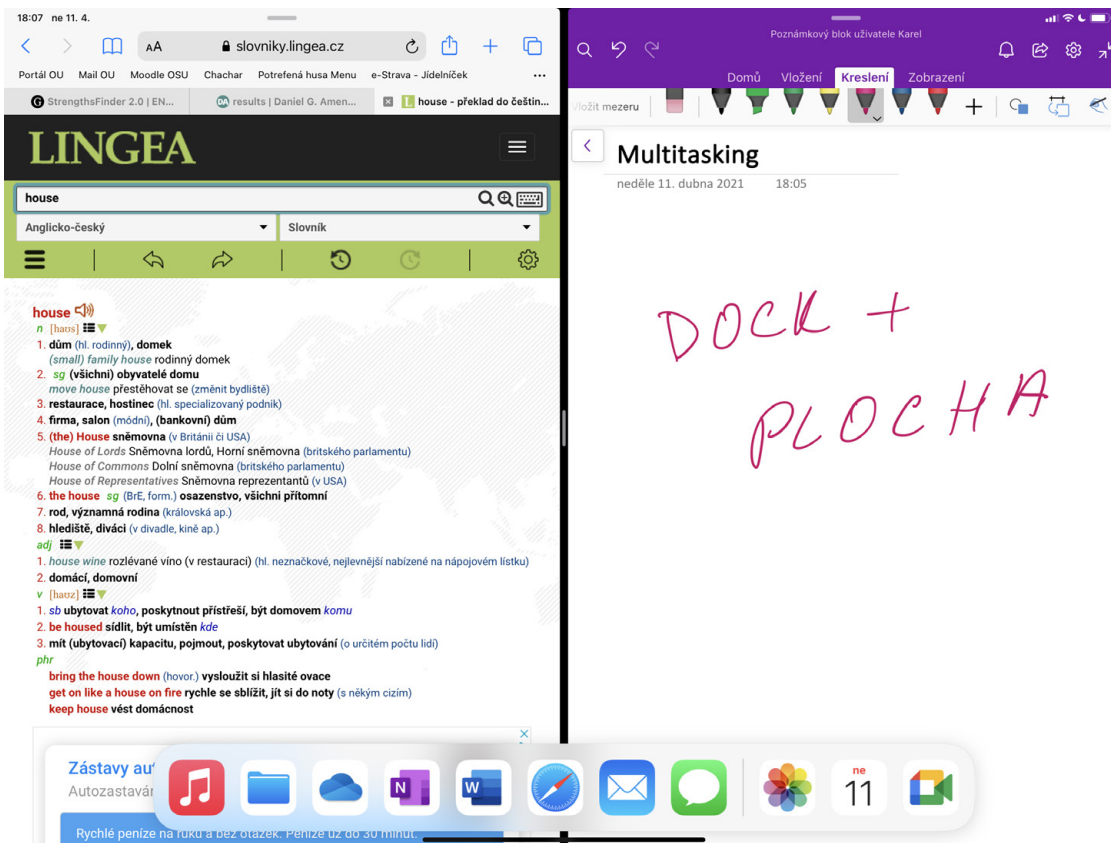 18:07 ne 11. 4.
AA
slovniky.lingea.cz
Portál OU Mail OU Moodle OSU Chachar Potrefená husa Menu e-Strava - Jídelníček ...
StrengthsFinder 2.0 | EN...
results | Daniel G. Amen...
house - překlad do češtin...
LINGEA
house
Anglicko-český
Slovník
house
n [haʊs]
1. dům (hl. rodinný), domek
(small) family house rodinný domek
2. sg (všichni) obyvatelé domu
move house přestěhovat se (změnit bydliště)
3. restaurace, hostinec (hl. specializovaný podnik)
4. firma, salon (módní), (bankovní) dům
5. (the) House sněmovna (v Británii či USA)
House of Lords Sněmovna lordů, Horní sněmovna (britského parlamentu)
House of Commons Dolní sněmovna (britského parlamentu)
House of Representatives Sněmovna reprezentantů (v USA)
6. the house sg (BrE, form.) osazenstvo, všichni přítomní
7. rod, významná rodina (královská ap.)
8. hlediště, diváci (v divadle, kině ap.)
adj
1. house wine rozlévané víno (v restauraci) (hl. neznačkové, nejlevnější nabízené na nápojovém lístku)
2. domácí, domovní
v [haʊz]
1. sb ubytovat koho, poskytnout přístřeší, být domovem komu
2. be housed sídlit, být umístěn kde
3. mít (ubytovací) kapacitu, pojmout, poskytovat ubytování (o určitém počtu lidí)
phr
bring the house down (hovor.) vysloužit si hlasité ovace
get on like a house on fire rychle se sblížit, jít si do noty (s někým cizím)
keep house vést domácnost
Zástavy au
Autozastavár
Rychlé peníze na ruku a bez otázek. Peníze už do 30 minut.
Poznámkový blok uživatele Karel
Domů Vložení Kreslení Zobrazení
Vložit mezeru
Multitasking
neděle 11. dubna 2021 18:05
DOCK +
PLOCHA
N
W
ne
11